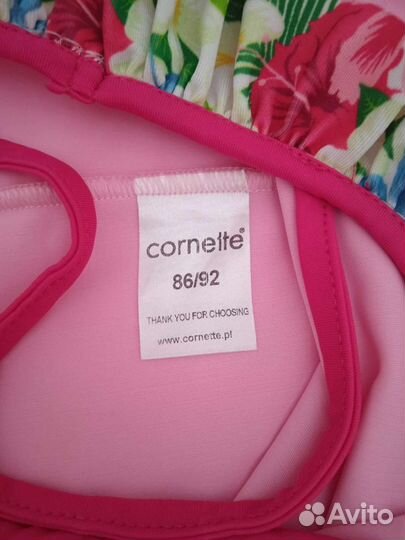 cornette®
86/92
THANK YOU FOR CHOOSING
www.cornette.pl
Avito